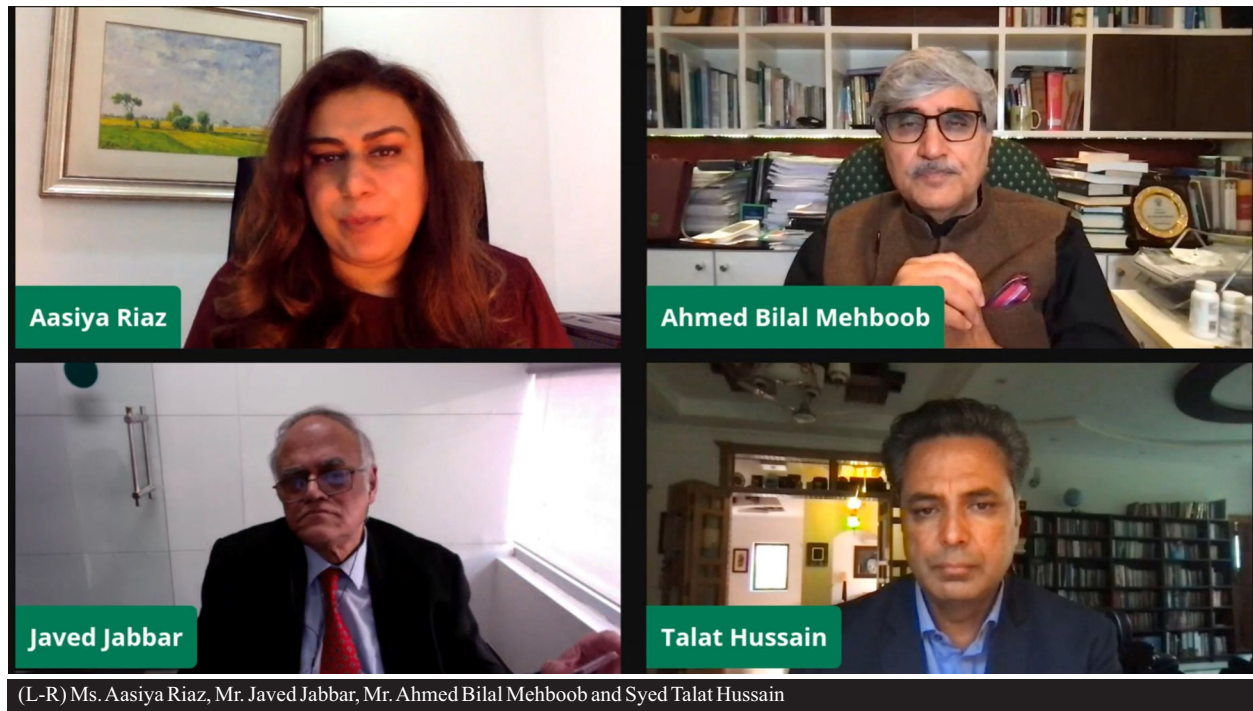 Aasiya Riaz
Ahmed Bilal Mehboob
Javed Jabbar
Talat Hussain
(L-R) Ms. Aasiya Riaz, Mr. Javed Jabbar, Mr. Ahmed Bilal Mehboob and Syed Talat Hussain